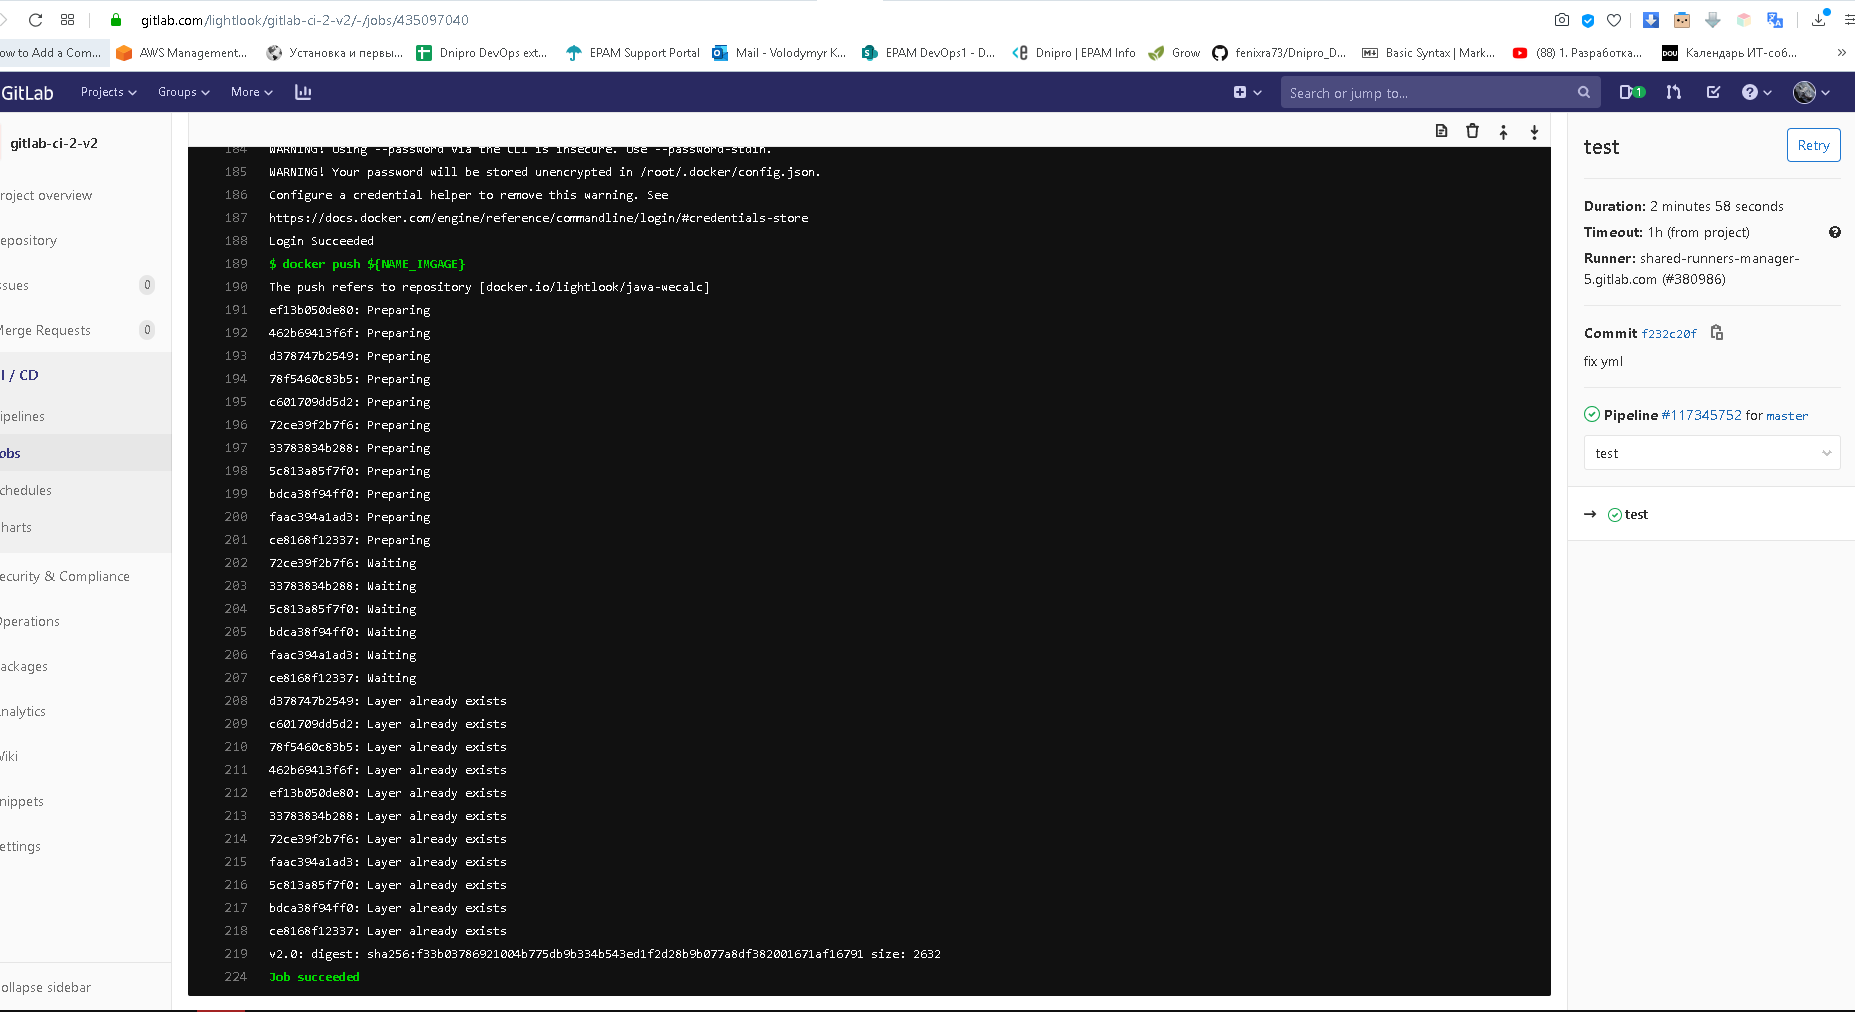 gitlab.com/lightlook/gitlab-ci-2-v2/-/jobs/435097040
ow to Add a Com... AWS Management... Установка и первы... Dnipro DevOps ext... EPAM Support Portal Mail - Volodymyr K... EPAM DevOps1 - D... Dnipro | EPAM Info Grow fenixra73/Dnipro_D... Basic Syntax | Mark... (88) 1. Разработка... DOU Календарь ИТ-соб... »
GitLab Projects Groups More Search or jump to... 1
gitlab-ci-2-v2
roject overview
epository
ssues 0
Merge Requests 0
I / CD
ipelines
obs
chedules
harts
ecurity & Compliance
Operations
ackages
nalytics
Viki
nippets
ettings
ollapse sidebar
184 WARNING! Using --password via the CLI is insecure. Use --password-stdin.
185 WARNING! Your password will be stored unencrypted in /root/.docker/config.json.
186 Configure a credential helper to remove this warning. See
187 https://docs.docker.com/engine/reference/commandline/login/#credentials-store
188 Login Succeeded
189 $ docker push ${NAME_IMGAGE}
190 The push refers to repository [docker.io/lightlook/java-wecalc]
191 ef13b050de80: Preparing
192 462b69413f6f: Preparing
193 d378747b2549: Preparing
194 78f5460c83b5: Preparing
195 c601709dd5d2: Preparing
196 72ce39f2b7f6: Preparing
197 33783834b288: Preparing
198 5c813a85f7f0: Preparing
199 bdca38f94ff0: Preparing
200 faac394a1ad3: Preparing
201 ce8168f12337: Preparing
202 72ce39f2b7f6: Waiting
203 33783834b288: Waiting
204 5c813a85f7f0: Waiting
205 bdca38f94ff0: Waiting
206 faac394a1ad3: Waiting
207 ce8168f12337: Waiting
208 d378747b2549: Layer already exists
209 c601709dd5d2: Layer already exists
210 78f5460c83b5: Layer already exists
211 462b69413f6f: Layer already exists
212 ef13b050de80: Layer already exists
213 33783834b288: Layer already exists
214 72ce39f2b7f6: Layer already exists
215 faac394a1ad3: Layer already exists
216 5c813a85f7f0: Layer already exists
217 bdca38f94ff0: Layer already exists
218 ce8168f12337: Layer already exists
219 v2.0: digest: sha256:f33b03786921004b775db9b334b543ed1f2d28b9b077a8df382001671af16791 size: 2632
224 Job succeeded
test Retry
Duration: 2 minutes 58 seconds
Timeout: 1h (from project)
Runner: shared-runners-manager-
5.gitlab.com (#380986)
Commit f232c20f
fix yml
Pipeline #117345752 for master
test
→ test